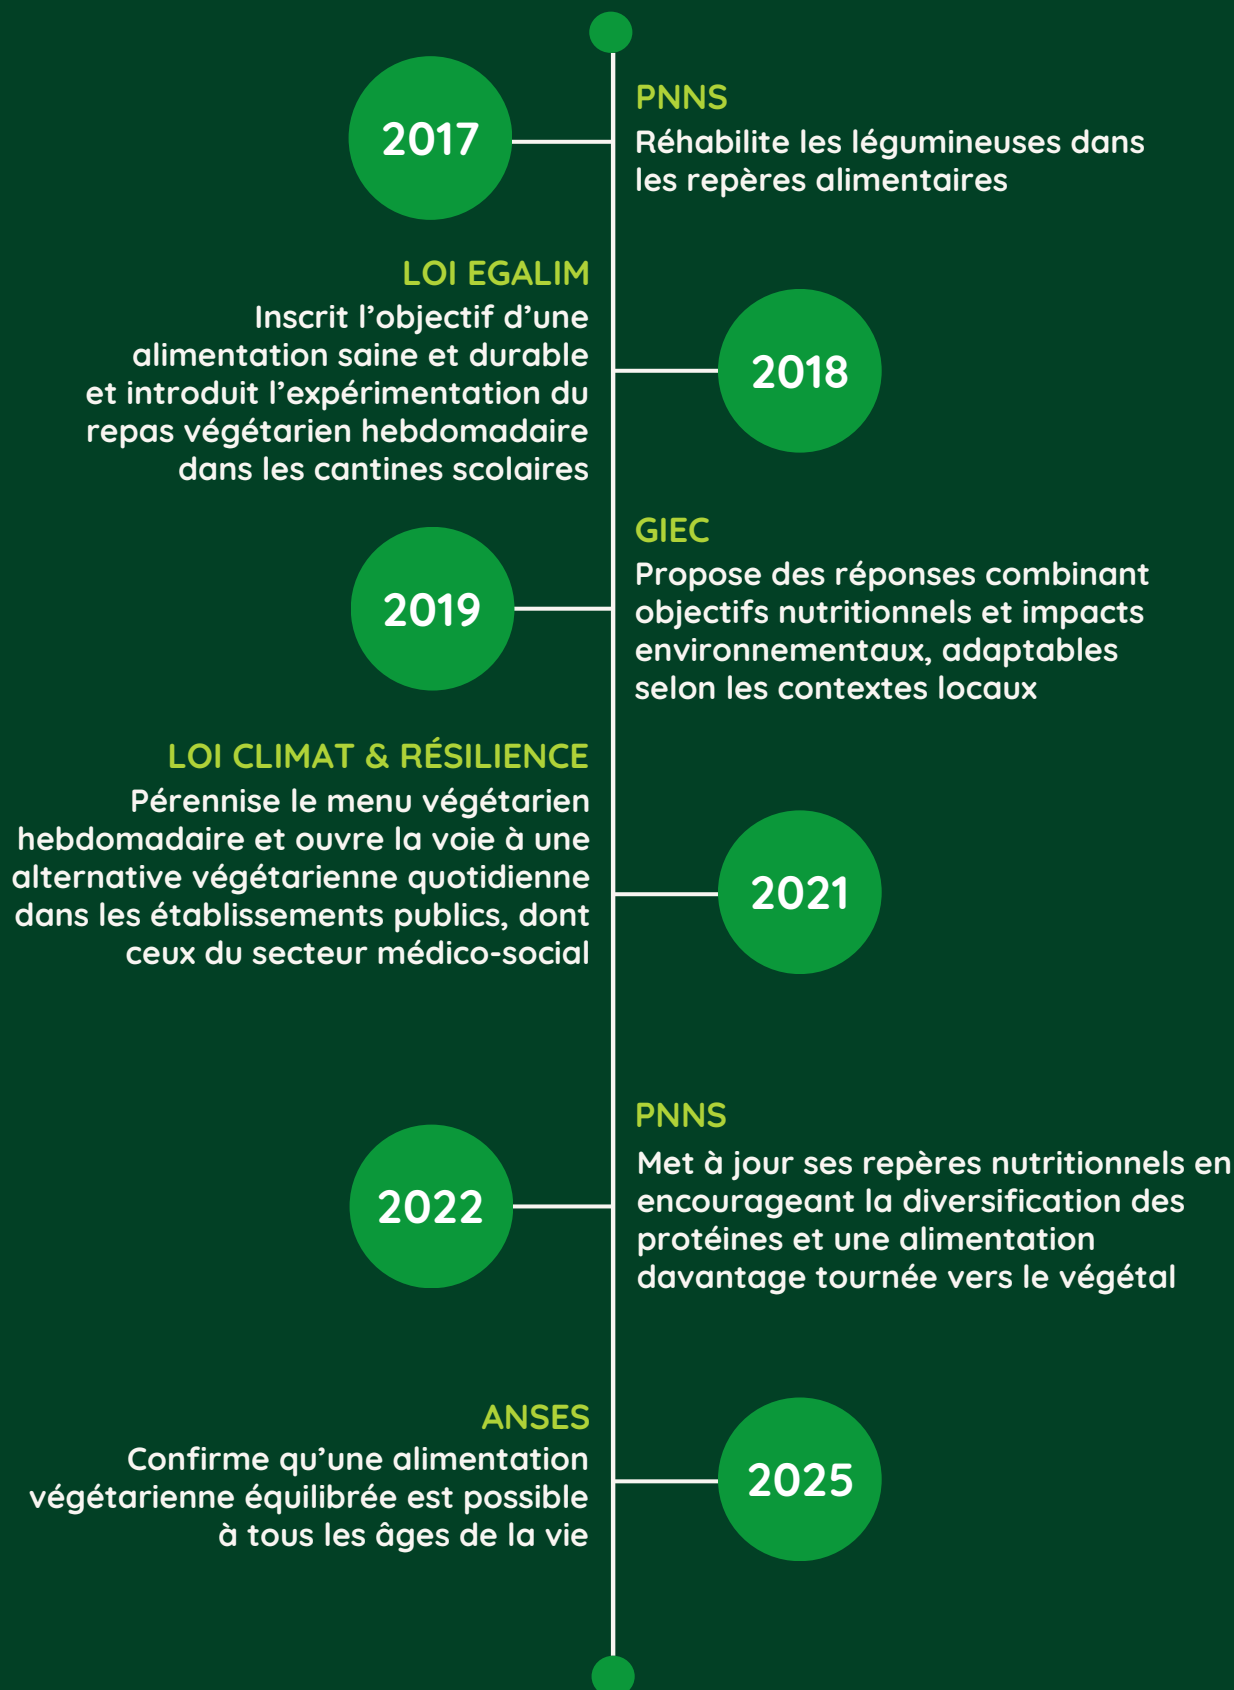 2017
PNNS
Réhabilite les légumineuses dans
les repères alimentaires
LOI EGALIM
Inscrit l’objectif d’une
alimentation saine et durable
et introduit l’expérimentation du
repas végétarien hebdomadaire
dans les cantines scolaires
2018
2019
GIEC
Propose des réponses combinant
objectifs nutritionnels et impacts
environnementaux, adaptables
selon les contextes locaux
LOI CLIMAT & RÉSILIENCE
Pérennise le menu végétarien
hebdomadaire et ouvre la voie à une
alternative végétarienne quotidienne
dans les établissements publics, dont
ceux du secteur médico-social
2021
2022
PNNS
Met à jour ses repères nutritionnels en
encourageant la diversification des
protéines et une alimentation
davantage tournée vers le végétal
ANSES
Confirme qu’une alimentation
végétarienne équilibrée est possible
à tous les âges de la vie
2025